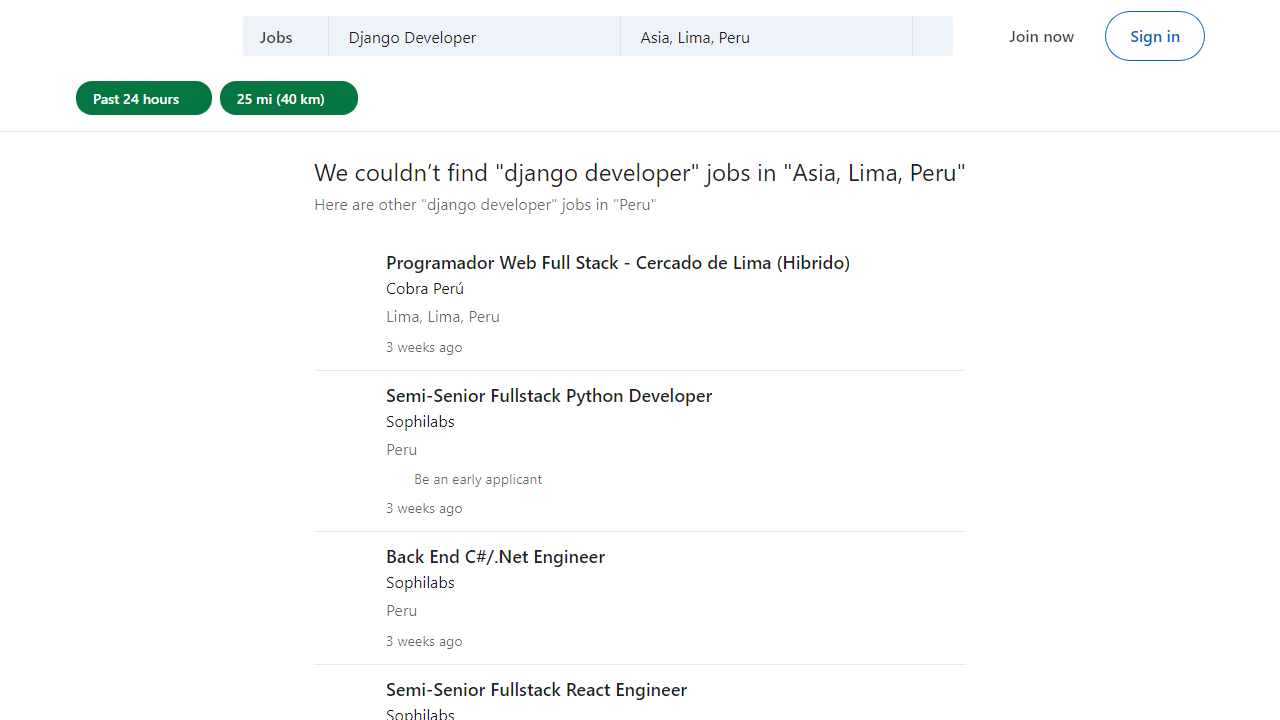 Jobs
Django Developer
Asia, Lima, Peru
Join now
Sign in
Past 24 hours
25 mi (40 km)
We couldn’t find "django developer" jobs in "Asia, Lima, Peru"
Here are other "django developer" jobs in "Peru"
Programador Web Full Stack - Cercado de Lima (Hibrido)
Cobra Perú
Lima, Lima, Peru
3 weeks ago
Semi-Senior Fullstack Python Developer
Sophilabs
Peru
Be an early applicant
3 weeks ago
Back End C#/.Net Engineer
Sophilabs
Peru
3 weeks ago
Semi-Senior Fullstack React Engineer
Sophilabs